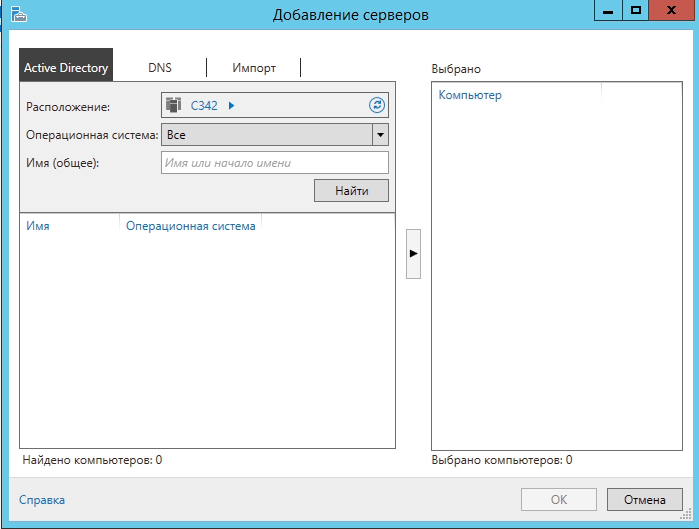 Добавление серверов
Active Directory
DNS
Импорт
Расположение:
C342
Операционная система:
Все
Имя (общее):
Имя или начало имени
Найти
Имя
Операционная система
Найдено компьютеров: 0
Выбрано
Компьютер
Выбрано компьютеров: 0
Справка
ОК
Отмена